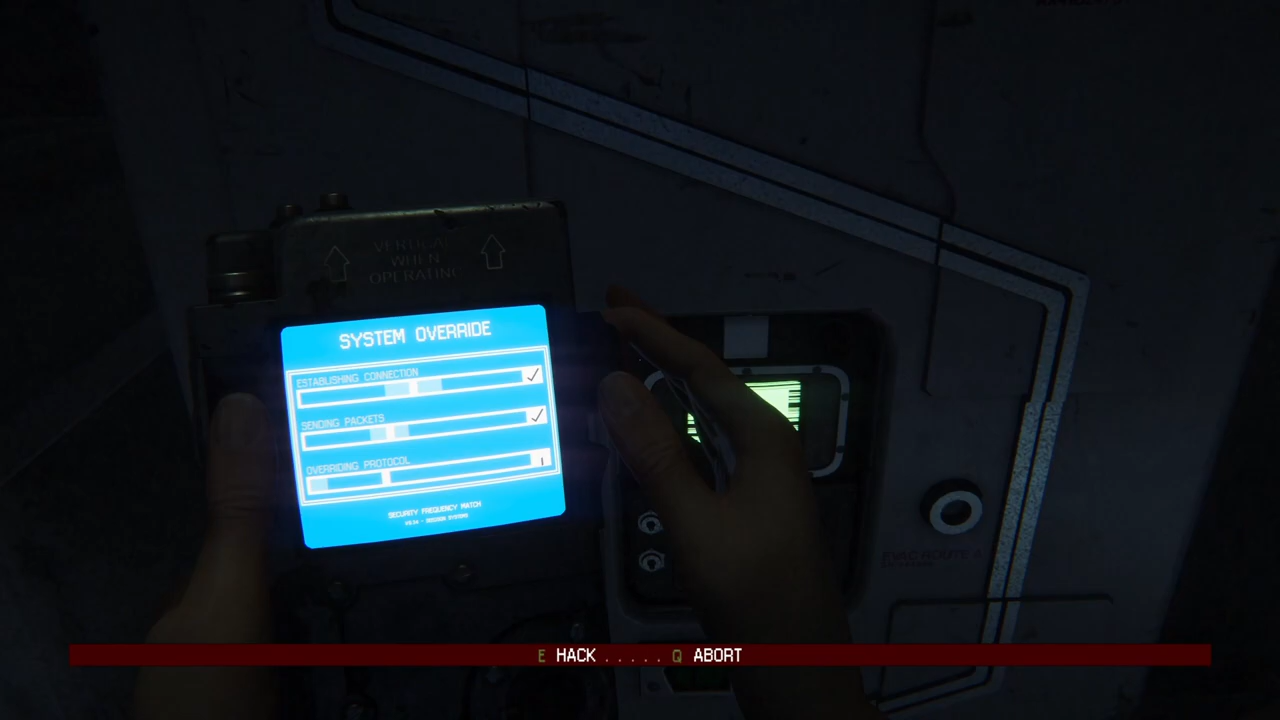 VERTICAL
WHEN
OPERATING
SYSTEM OVERRIDE
ESTABLISHING CONNECTION
SENDING PACKETS
OVERRIDING PROTOCOL
SECURITY FREQUENCY MATCH
EVAC ROUTE A
E HACK ..... Q ABORT